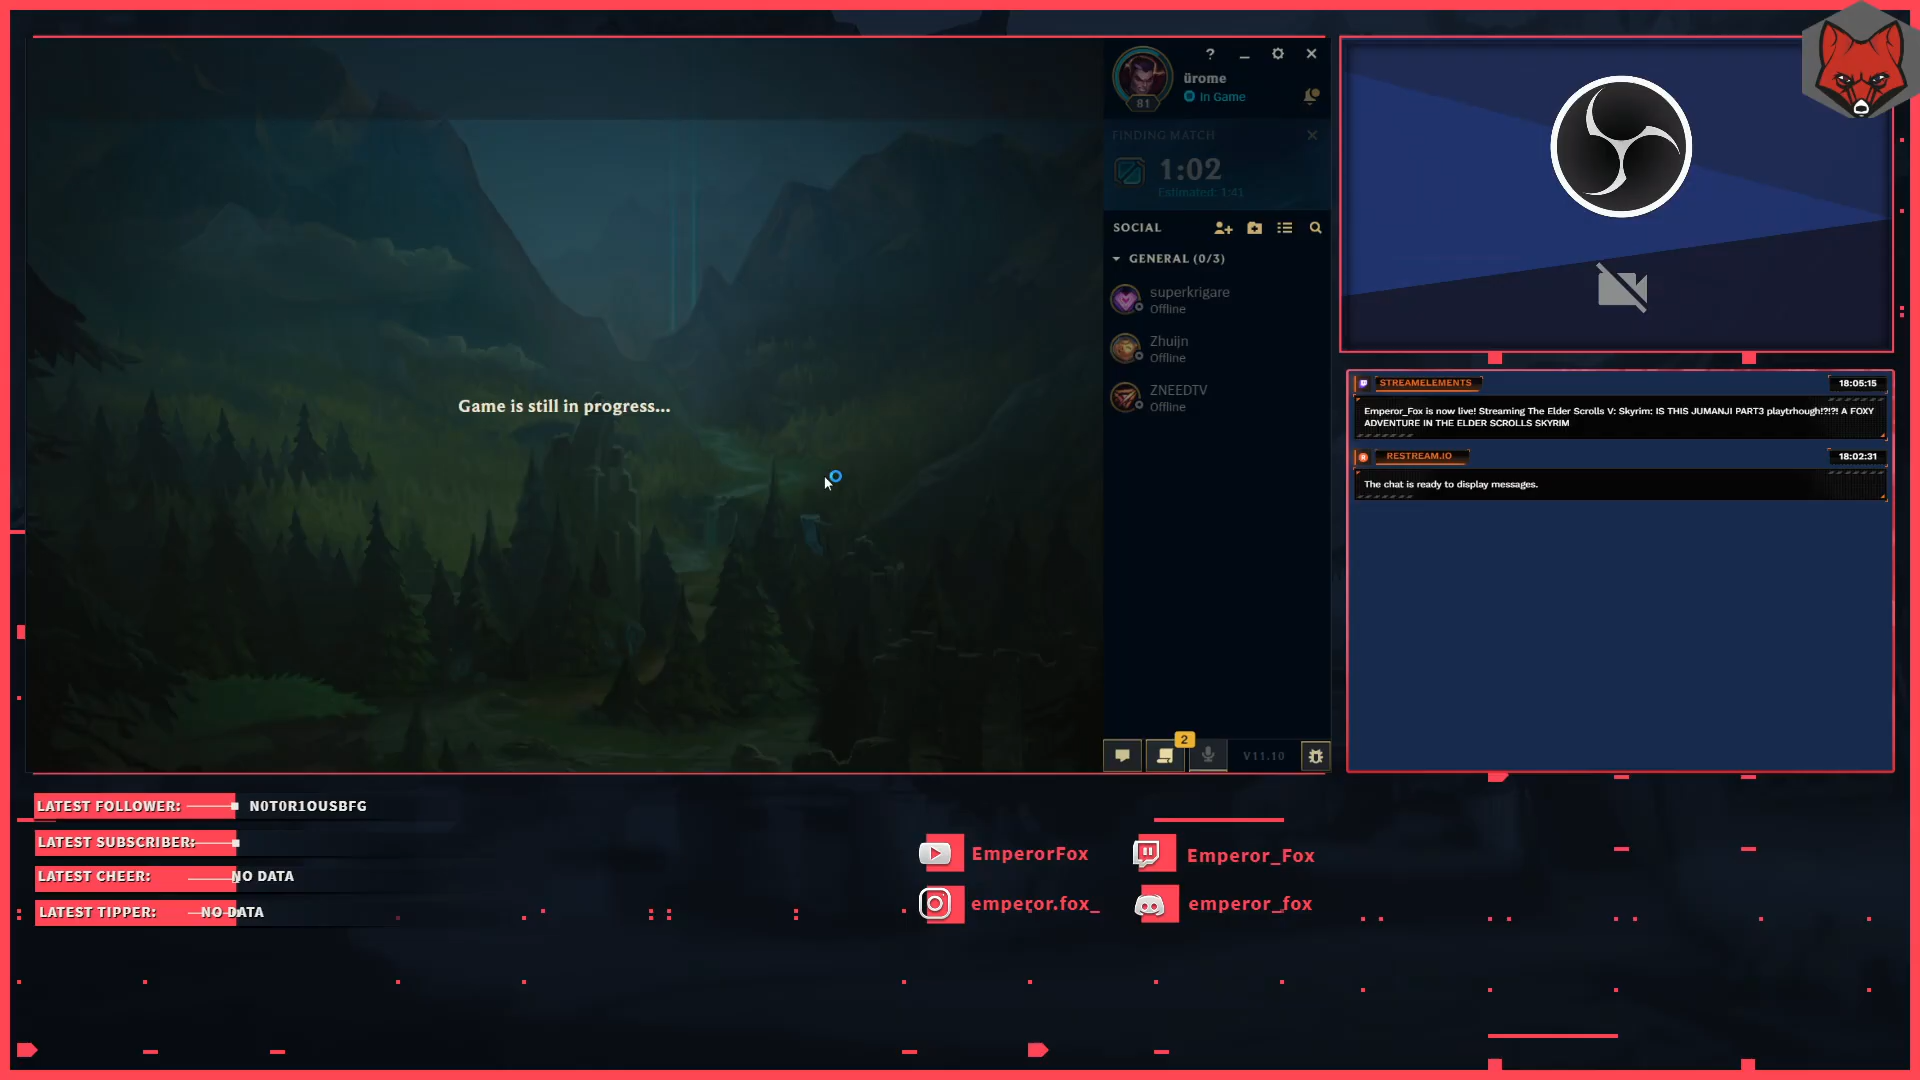 ürome
In Game
81
FINDING MATCH
1:02
Estimated: 1:41
SOCIAL
GENERAL (0/3)
superkrigare
Offline
Zhuijn
Offline
ZNEEDTV
Offline
Game is still in progress...
2
V11.10
STREAMELEMENTS
18:05:15
Emperor_Fox is now live! Streaming The Elder Scrolls V: Skyrim: IS THIS JUMANJI PART3 playtrhough!?!?! A FOXY
ADVENTURE IN THE ELDER SCROLLS SKYRIM
RESTREAM.IO
18:02:31
The chat is ready to display messages.
LATEST FOLLOWER: N0T0R1OUSBFG
LATEST SUBSCRIBER:
LATEST CHEER: NO DATA
LATEST TIPPER: NO DATA
EmperorFox
Emperor_Fox
emperor.fox_
emperor_fox